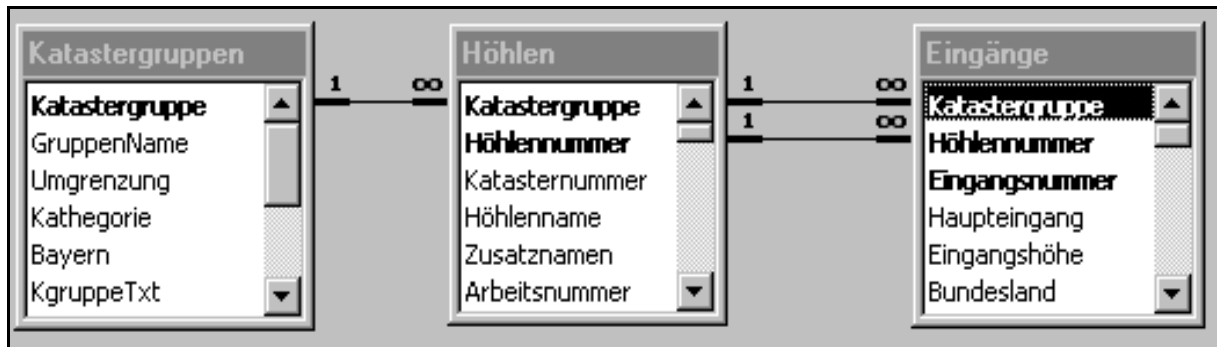 Katastergruppen
Katastergruppe
GruppenName
Umgrenzung
Kathegorie
Bayern
KgruppeTxt
1 ∞
Höhlen
Katastergruppe
Höhlennummer
Katasternummer
Höhlenname
Zusatznamen
Arbeitsnummer
1 ∞
1 ∞
Eingänge
Katastergruppe
Höhlennummer
Eingangsnummer
Haupteingang
Eingangshöhe
Bundesland